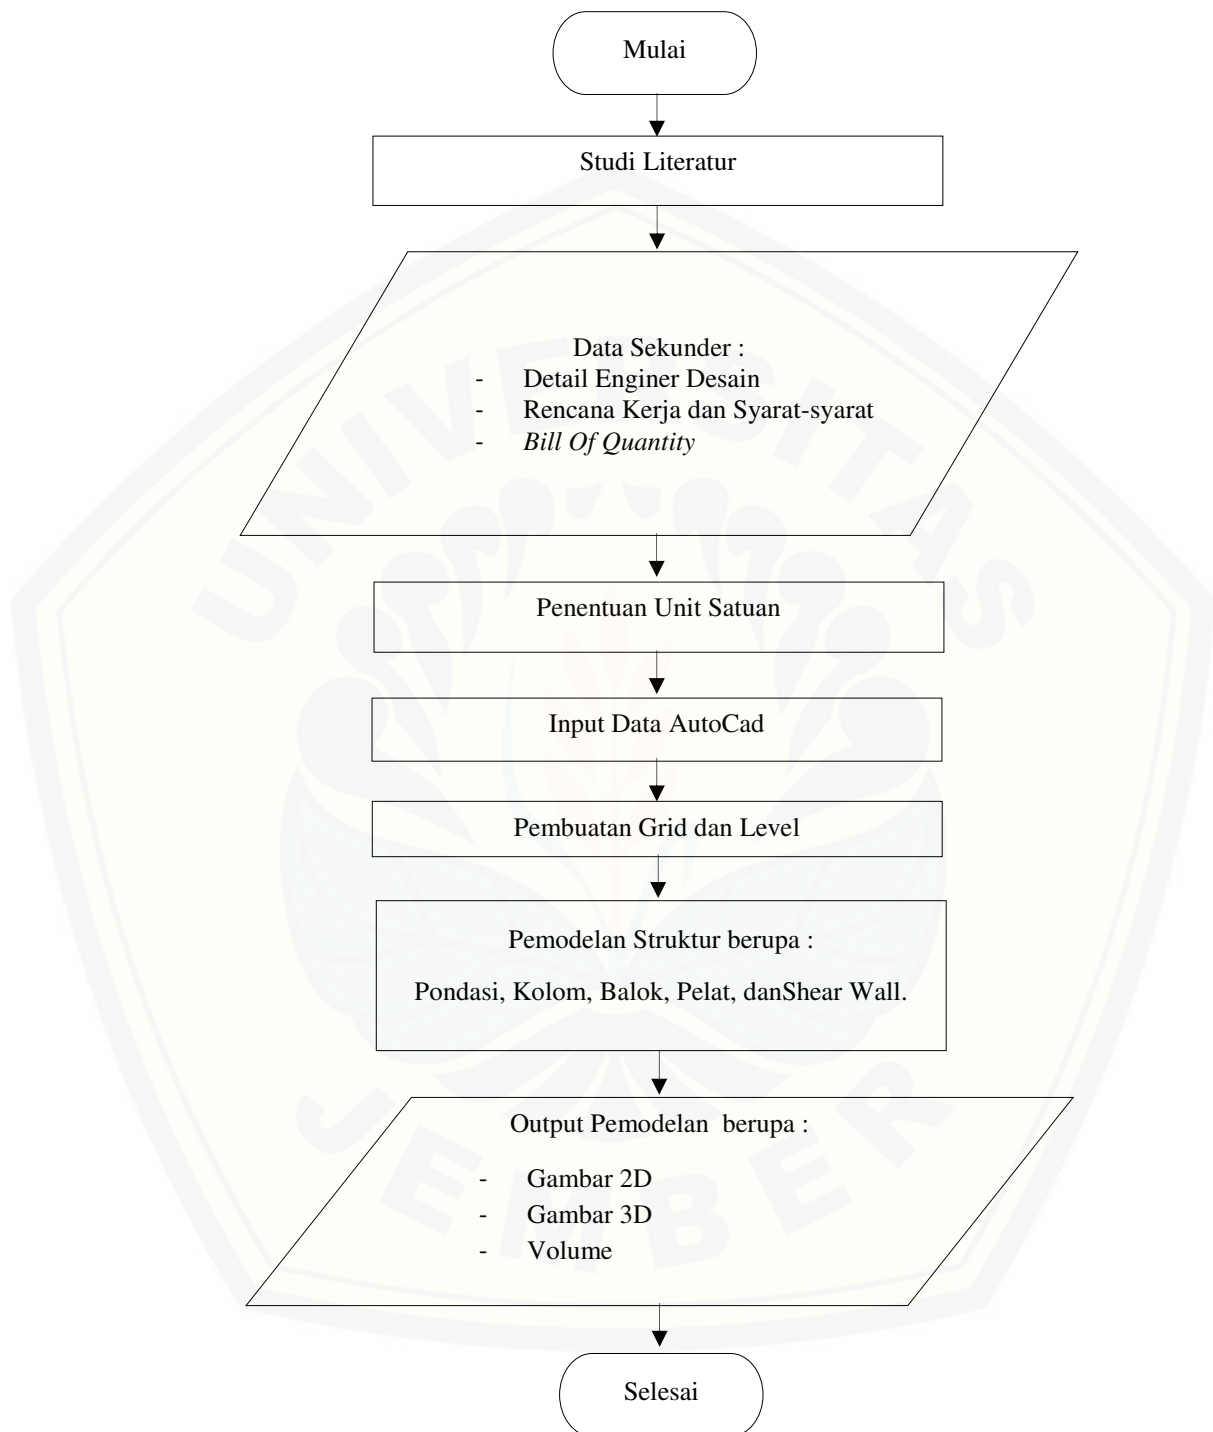 Mulai
Studi Literatur
Data Sekunder :
- Detail Enginer Desain
- Rencana Kerja dan Syarat-syarat
- Bill Of Quantity
Penentuan Unit Satuan
Input Data AutoCad
Pembuatan Grid dan Level
Pemodelan Struktur berupa :
Pondasi, Kolom, Balok, Pelat, danShear Wall.
Output Pemodelan  berupa :
- Gambar 2D
- Gambar 3D
- Volume
Selesai
UNIVERSITAS
JEMBER